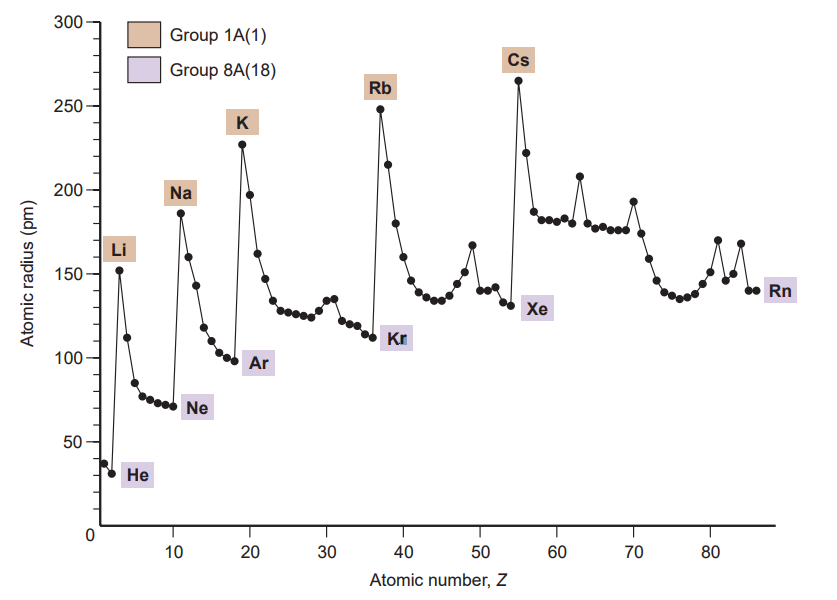 300
Group 1A(1)
Group 8A(18)
Cs
Rb
250
K
200
Na
Li
150
Rn
Xe
Kr
Ar
100
Ne
50
He
0
10 20 30 40 50 60 70 80
Atomic radius (pm)
Atomic number, Z